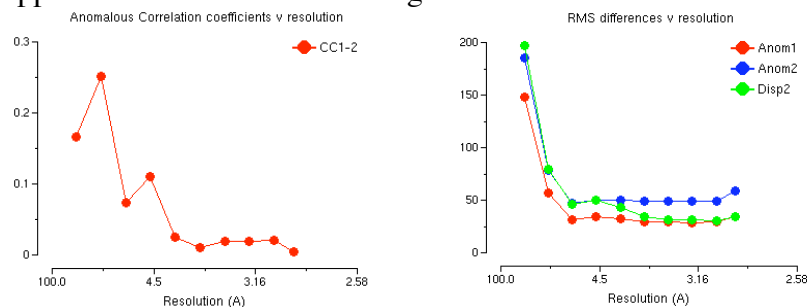 Anomalous Correlation coefficients v resolution
0.3
0.2
0.1
0
CC1-2
100.0 4.5 3.16 2.58
Resolution (A)
RMS differences v resolution
200
150
100
50
0
Anom1
Anom2
Disp2
100.0 4.5 3.16 2.58
Resolution (A)